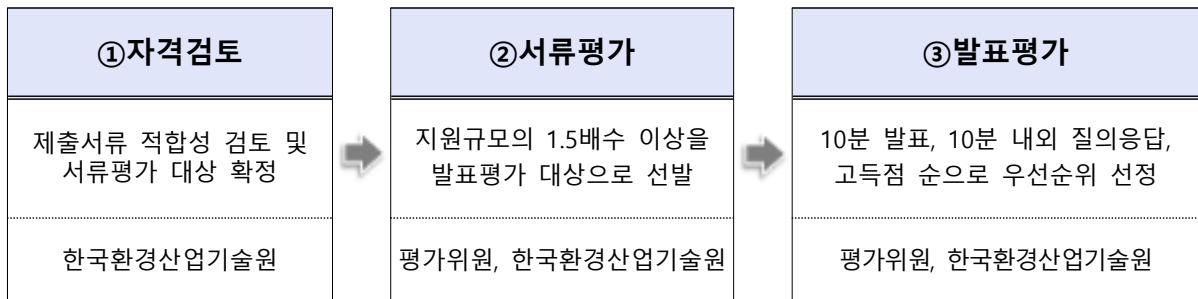 ①자격검토
제출서류 적합성 검토 및
서류평가 대상 확정
한국환경산업기술원
②서류평가
지원규모의 1.5배수 이상을
발표평가 대상으로 선발
평가위원, 한국환경산업기술원
③발표평가
10분 발표, 10분 내외 질의응답,
고득점 순으로 우선순위 선정
평가위원, 한국환경산업기술원